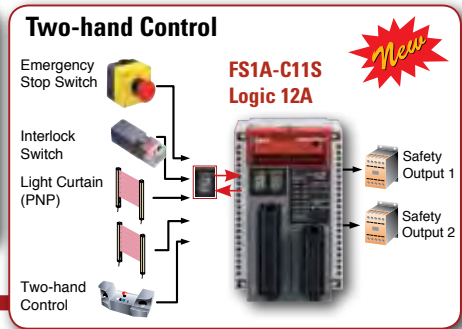 Two-hand Control
New
Emergency
Stop Switch
FS1A-C11S
Logic 12A
Interlock
Switch
Light Curtain
(PNP)
Safety
Output 1
Safety
Output 2
Two-hand
Control